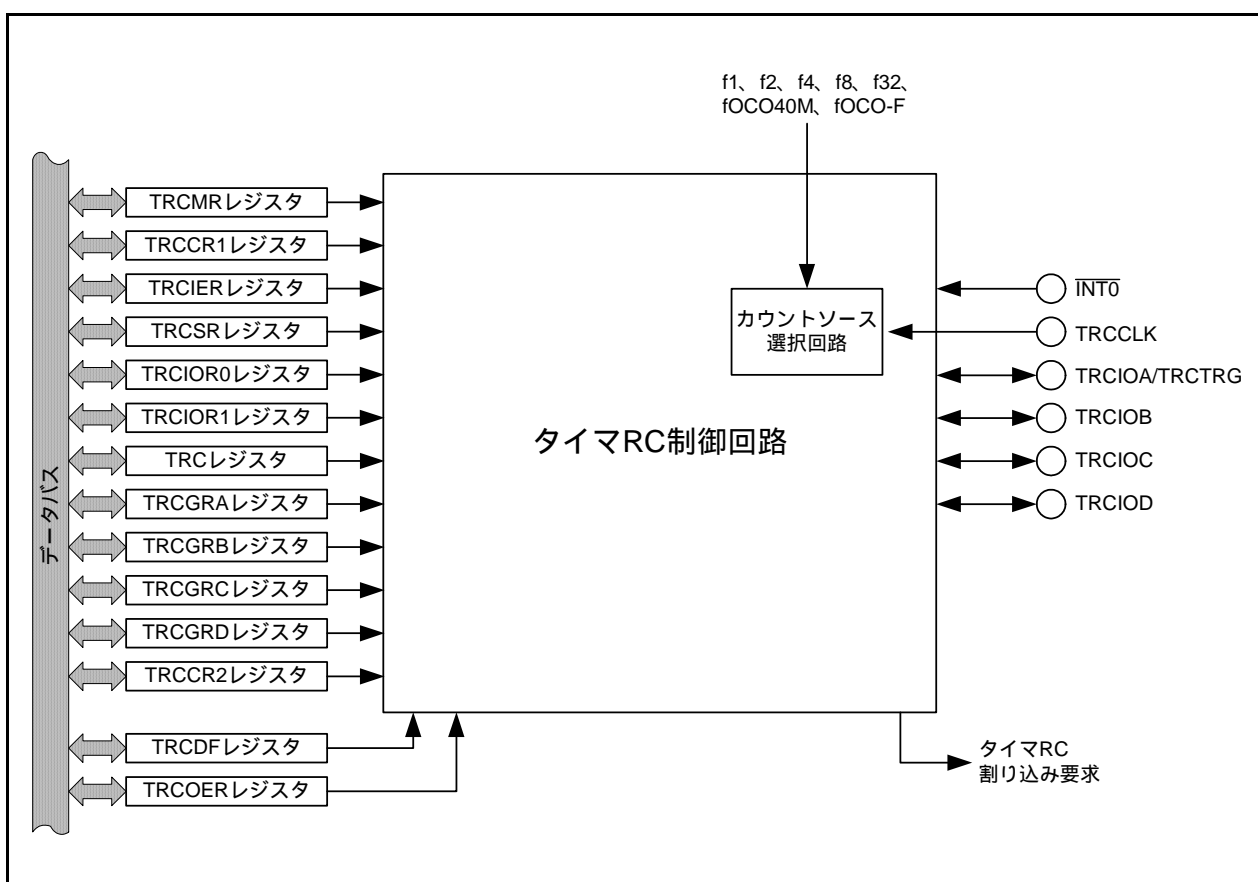 f1、f2、f4、f8、f32、
fOCO40M、fOCO-F
データバス
TRCMRレジスタ
TRCCR1レジスタ
TRCIERレジスタ
TRCSRレジスタ
TRCIOR0レジスタ
TRCIOR1レジスタ
TRCレジスタ
TRCGRAレジスタ
TRCGRBレジスタ
TRCGRCレジスタ
TRCGRDレジスタ
TRCCR2レジスタ
TRCDFレジスタ
TRCOERレジスタ
タイマRC制御回路
カウントソース
選択回路
INT0
TRCCLK
TRCIOA/TRCTRG
TRCIOB
TRCIOC
TRCIOD
タイマRC
割り込み要求